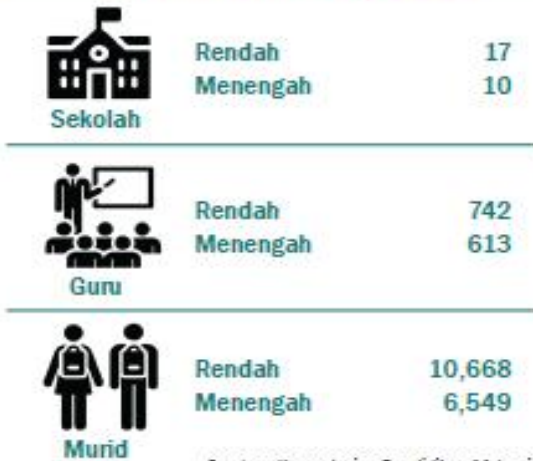 Rendah 17
Menengah 10
Sekolah
Rendah 742
Menengah 613
Guru
Rendah 10,668
Menengah 6,549
Murid